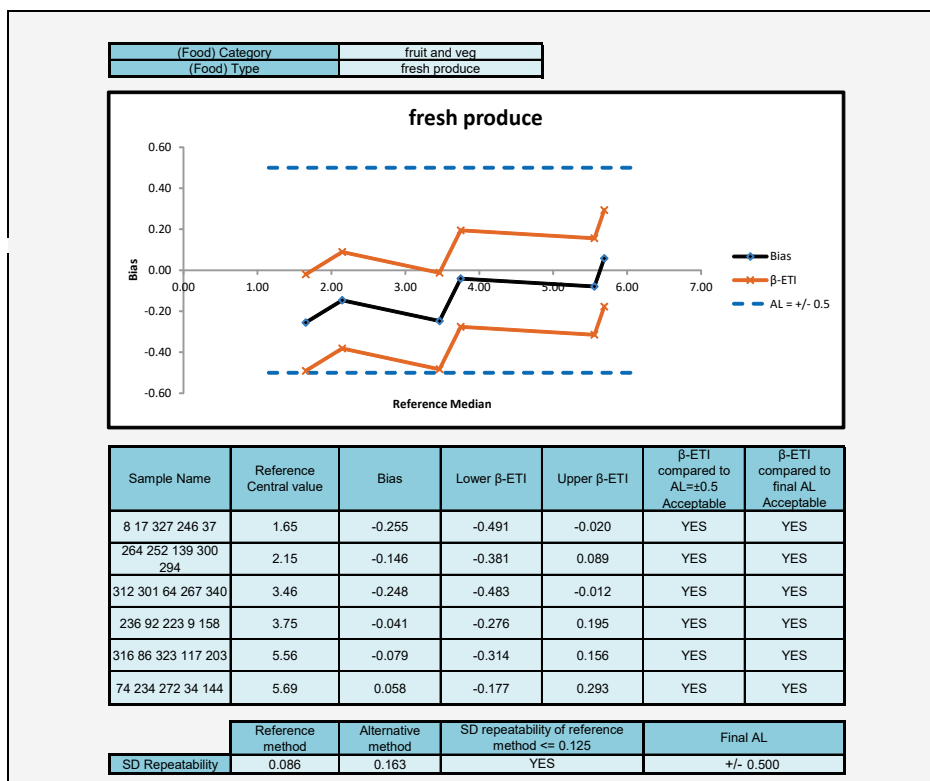 (Food) Category fruit and veg
(Food) Type fresh produce
fresh produce
0.60
0.40
0.20
0.00
-0.20
-0.40
-0.60
0.00 1.00 2.00 3.00 4.00 5.00 6.00 7.00
Bias
Reference Median
Bias
β-ETI
AL = +/- 0.5
Sample Name Reference Central value Bias Lower β-ETI Upper β-ETI β-ETI compared to AL=±0.5 Acceptable β-ETI compared to final AL Acceptable
8 17 327 246 37 1.65 -0.255 -0.491 -0.020 YES YES
264 252 139 300 294 2.15 -0.146 -0.381 0.089 YES YES
312 301 64 267 340 3.46 -0.248 -0.483 -0.012 YES YES
236 92 223 9 158 3.75 -0.041 -0.276 0.195 YES YES
316 86 323 117 203 5.56 -0.079 -0.314 0.156 YES YES
74 234 272 34 144 5.69 0.058 -0.177 0.293 YES YES
Reference method Alternative method SD repeatability of reference method <= 0.125 Final AL
SD Repeatability 0.086 0.163 YES +/- 0.500